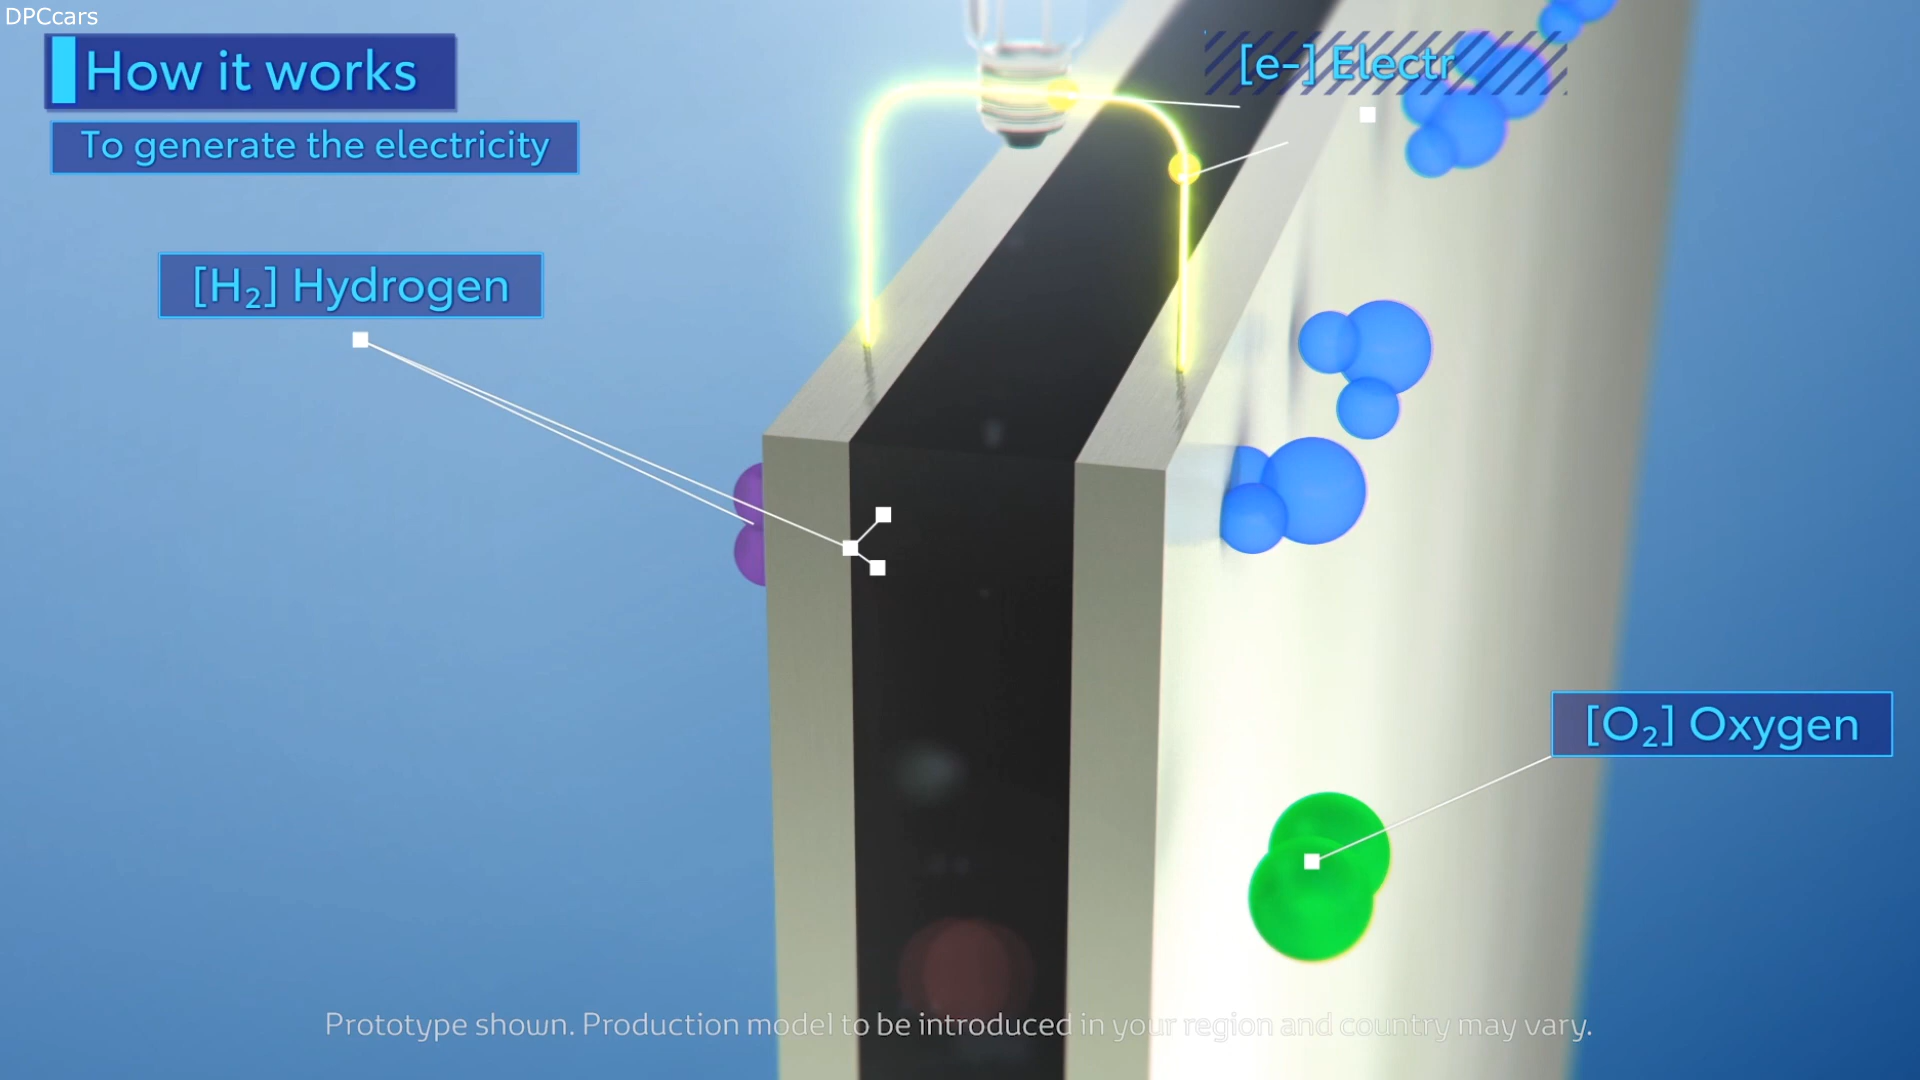 DPCcars
How it works
To generate the electricity
[e-] Electr
[H₂] Hydrogen
[O₂] Oxygen
Prototype shown. Production model to be introduced in your region and country may vary.